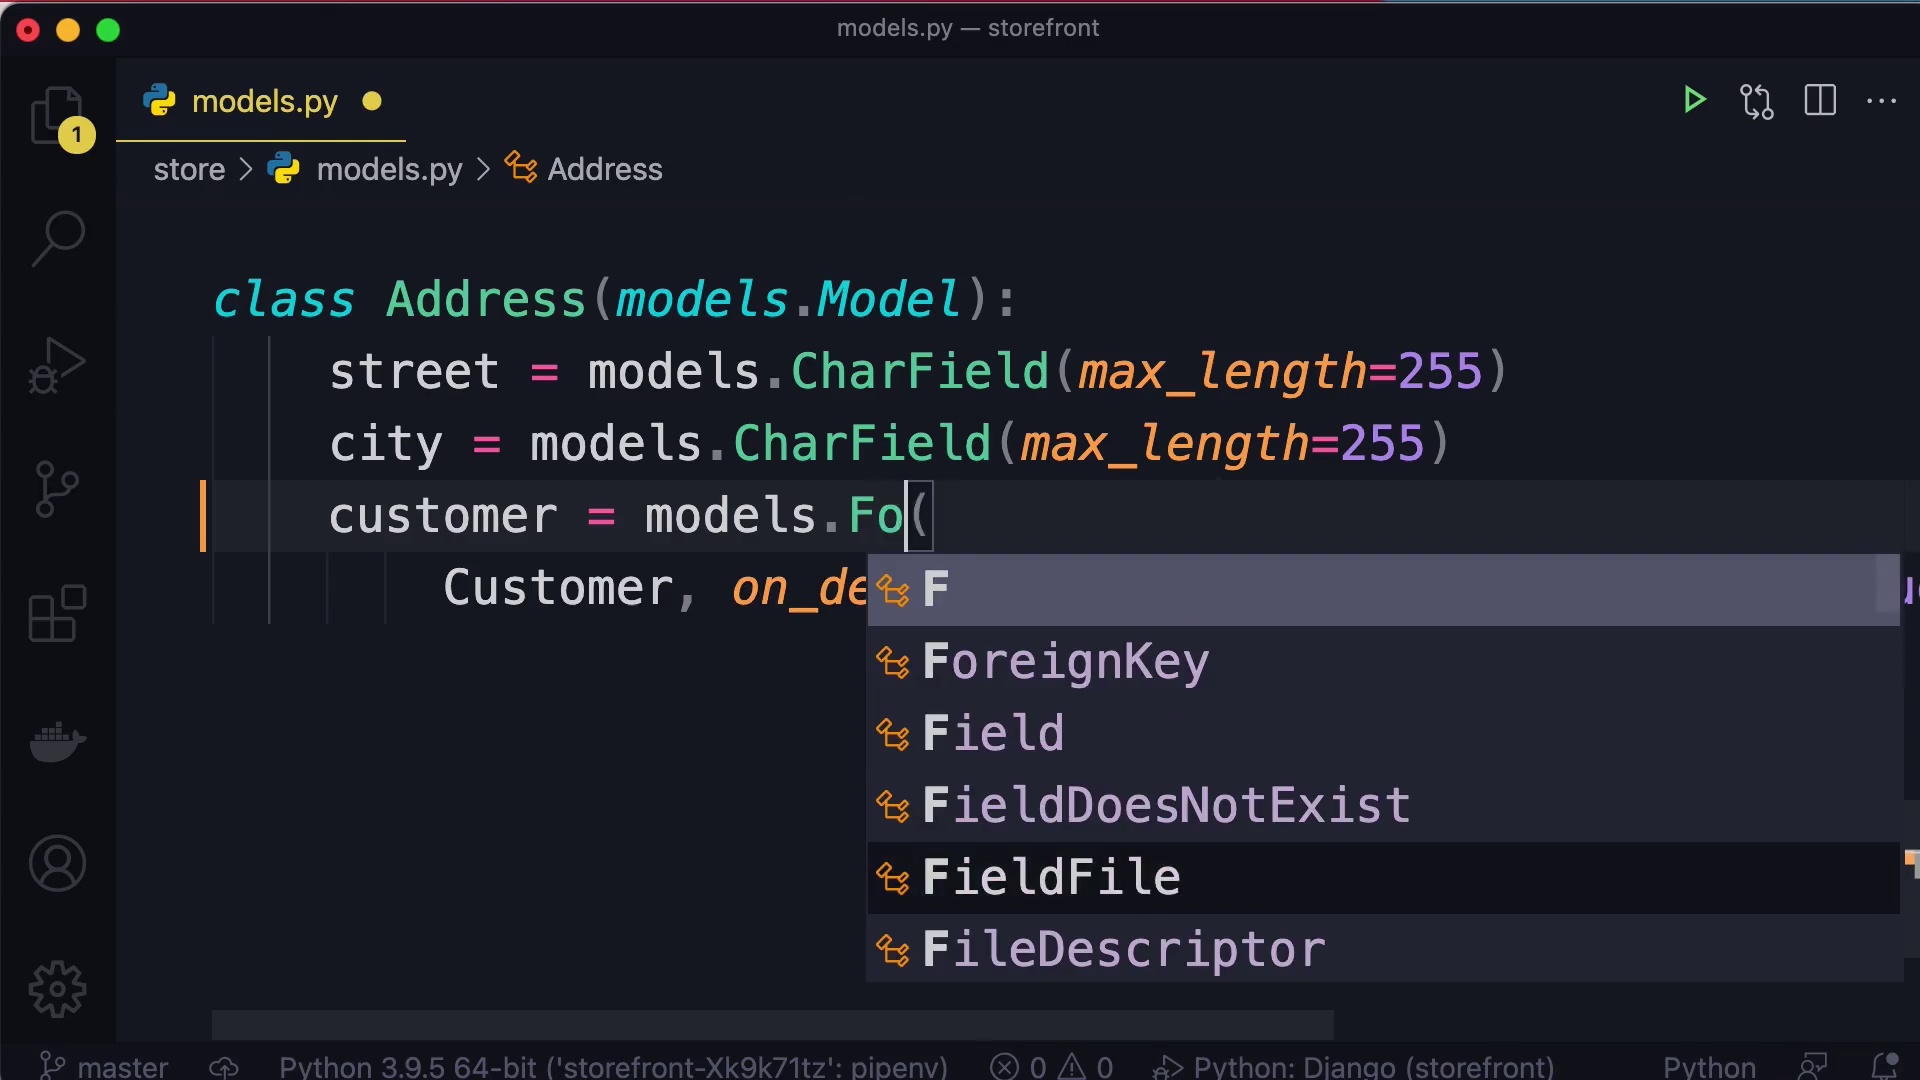 models.py — storefront
models.py
1
store > models.py > Address
class Address(models.Model):
street = models.CharField(max_length=255)
city = models.CharField(max_length=255)
customer = models.Fo(
Customer, on_de
F
ForeignKey
Field
FieldDoesNotExist
FieldFile
FileDescriptor
master Python 3.9.5 64-bit ('storefront-Xk9k71tz': pipenv) 0 0 Python: Django (storefront) Python